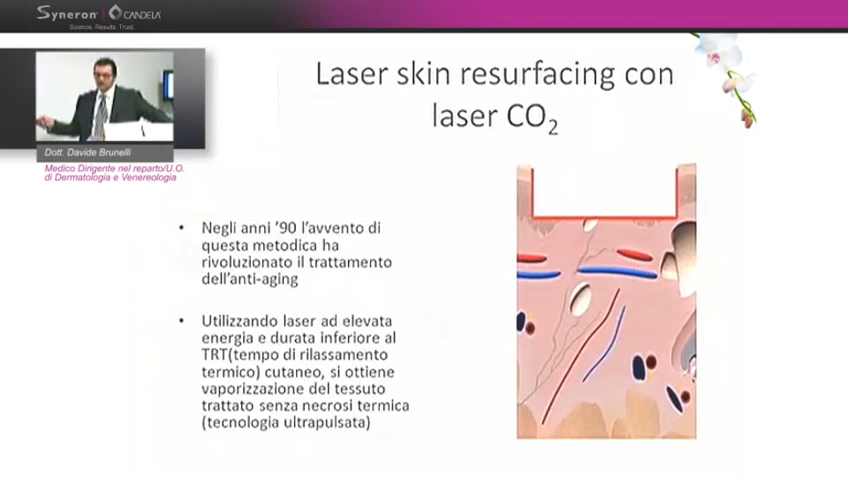 Syneron CANDELA
Science. Results. Trust.
Laser skin resurfacing con
laser CO₂
Dott. Davide Brunelli
Medico Dirigente nel reparto/U.O.
di Dermatologia e Venereologia
• Negli anni ’90 l’avvento di
questa metodica ha
rivoluzionato il trattamento
dell’anti-aging
• Utilizzando laser ad elevata
energia e durata inferiore al
TRT(tempo di rilassamento
termico) cutaneo, si ottiene
vaporizzazione del tessuto
trattato senza necrosi termica
(tecnologia ultrapulsata)